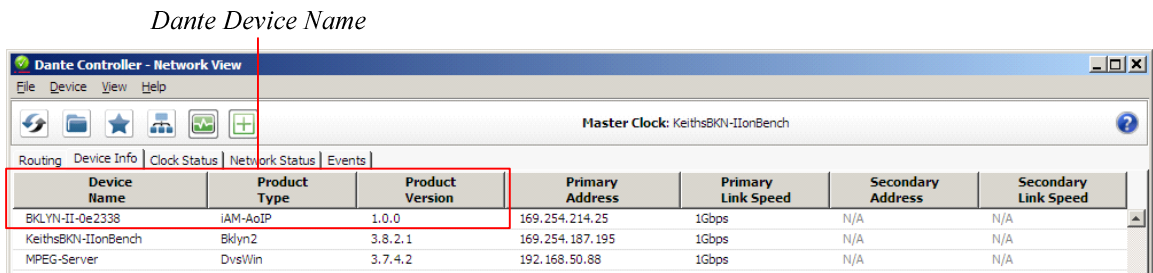 Dante Device Name
Dante Controller - Network View
File Device View Help
Master Clock: KeithsBKN-IIonBench
Routing Device Info Clock Status Network Status Events
Device Name Product Type Product Version Primary Address Primary Link Speed Secondary Address Secondary Link Speed
BKLYN-II-0e2338 iAM-AoIP 1.0.0 169.254.214.25 1Gbps N/A N/A
KeithsBKN-IIonBench Bklyn2 3.8.2.1 169.254.187.195 1Gbps N/A N/A
MPEG-Server DvsWin 3.7.4.2 192.168.50.88 1Gbps N/A N/A